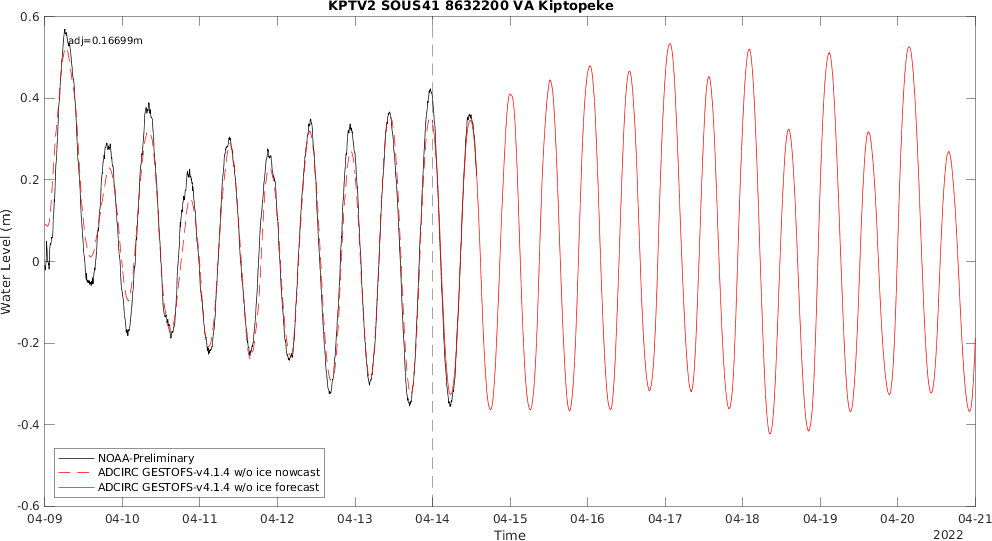 KPTV2 SOUS41 8632200 VA Kiptopeke
adj=0.16699m
0.6
0.4
0.2
0
-0.2
-0.4
-0.6
Water Level (m)
NOAA-Preliminary
ADCIRC GESTOFS-v4.1.4 w/o ice nowcast
ADCIRC GESTOFS-v4.1.4 w/o ice forecast
04-09 04-10 04-11 04-12 04-13 04-14 04-15 04-16 04-17 04-18 04-19 04-20 04-21
Time
2022